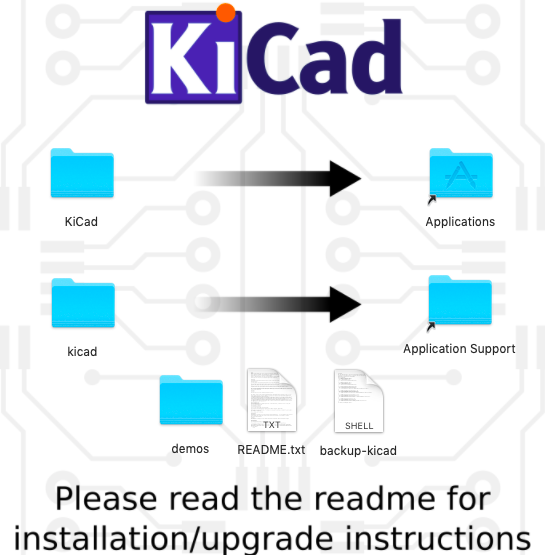 KiCad
KiCad
Applications
kicad
Application Support
TXT
SHELL
demos
README.txt
backup-kicad
Please read the readme for
installation/upgrade instructions